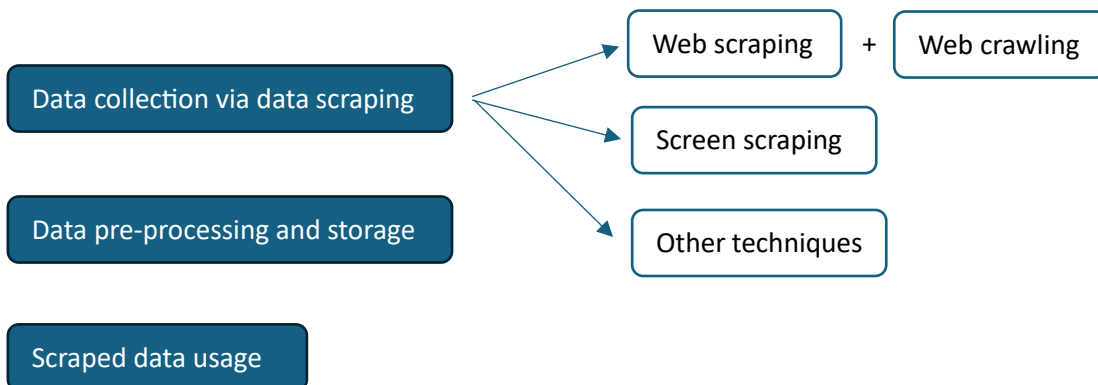 Web scraping + Web crawling
Data collection via data scraping
Screen scraping
Data pre-processing and storage
Other techniques
Scraped data usage